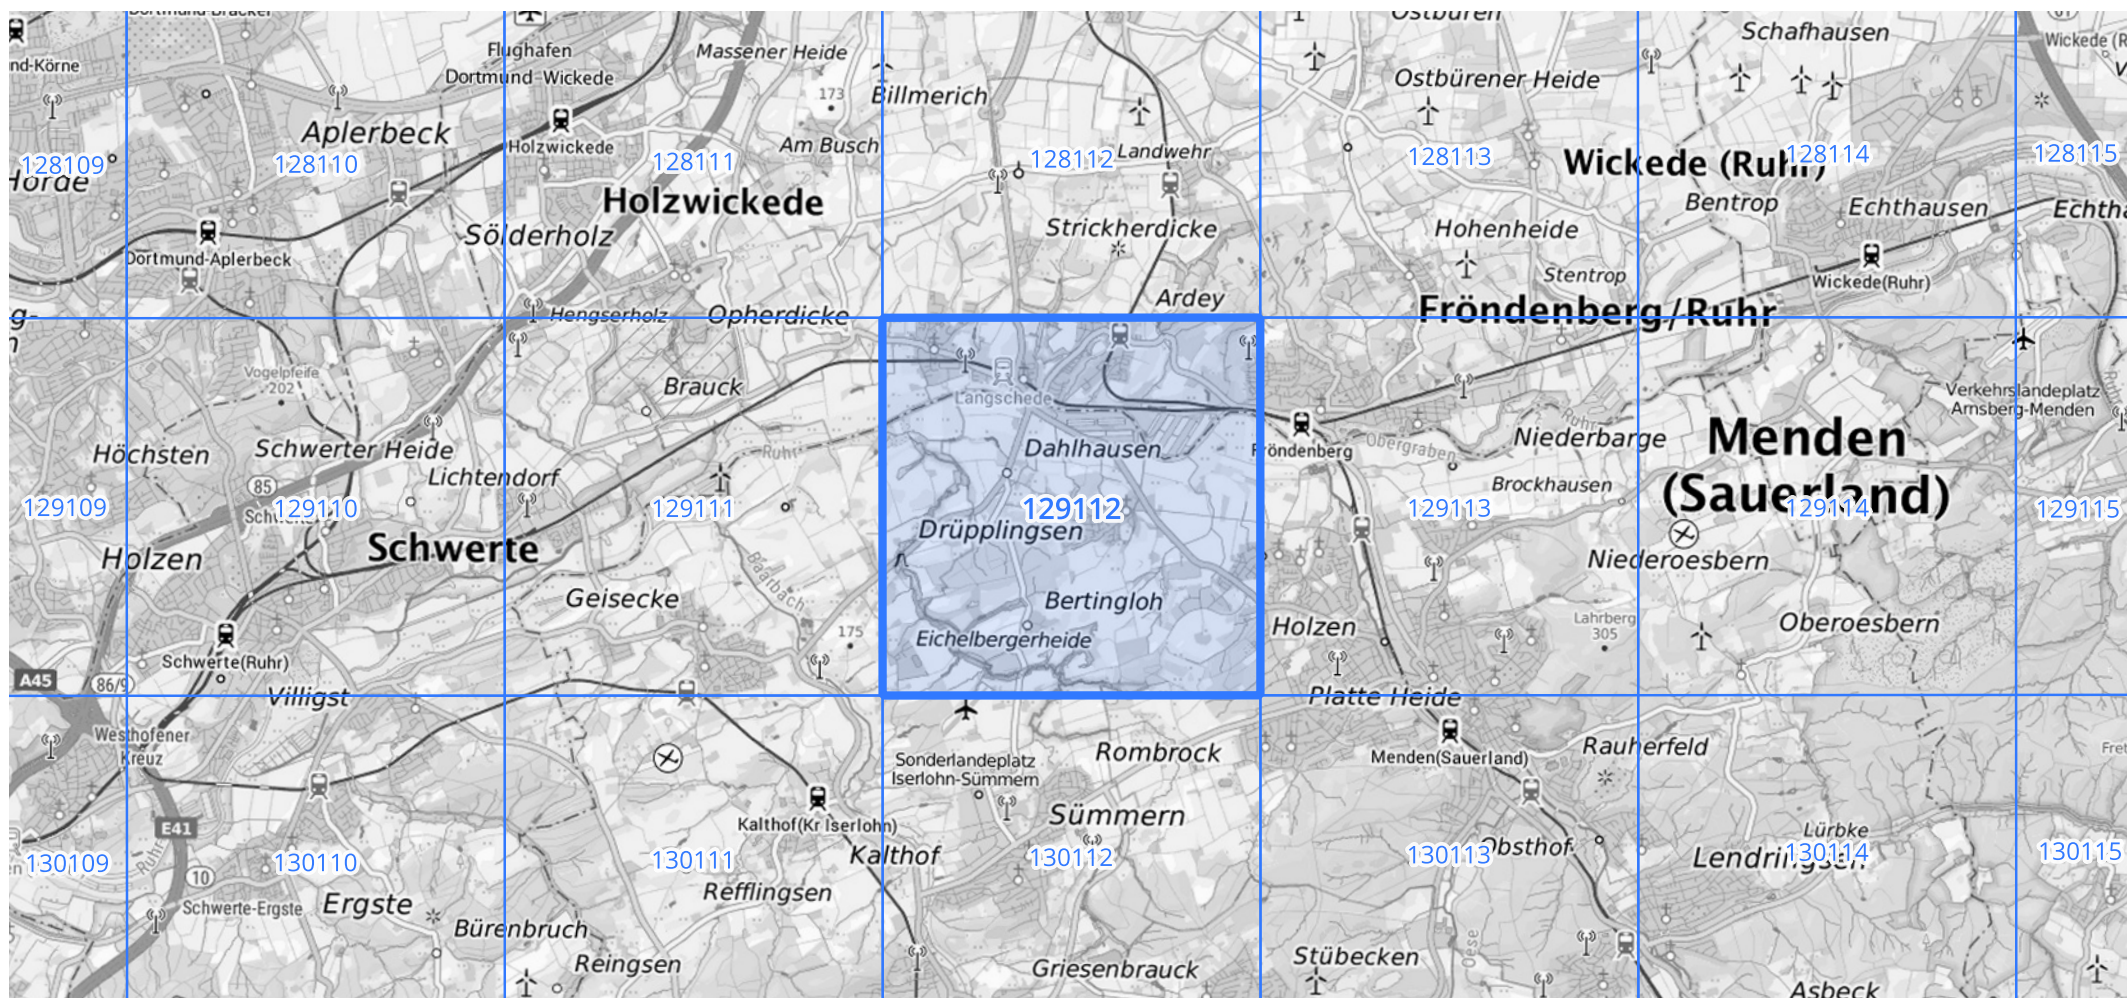 Schafhausen
Wickede (R
Massener Heide
Flughafen
Dortmund Wickede
nd-Körne
173
Billmerich
Ostbürener Heide
Aplerbeck
Holzwickede
Am Busch
Landwehr
128109
128110
128111
128112
128113
128114
128115
Hörde
Wickede (Ruhr)
Holzwickede
Bentrop
Echthausen
Echtha
Sölderholz
Strickherdicke
Hohenheide
Dortmund-Aplerbeck
Stentrop
Wickede(Ruhr)
Ardey
Hengserholz
Opherdicke
Fröndenberg/Ruhr
g-
n
Vogelpfeife
202
Brauck
Langschede
Verkehrslandeplatz
Arnsberg-Menden
Ruhr
Höchsten
Schwerter Heide
Ruhr
Dahlhausen
Fröndenberg
Obergraben
Niederbarge
Menden
(Sauerland)
Lichtendorf
85
Brockhausen
129109
129110
129111
129112
129113
129114
129115
Drüpplingsen
Schwerte
Holzen
Niederoesbern
Baarbach
Geisecke
Bertingloh
175
Holzen
Lahrberg
305
Oberoesbern
Eichelbergerheide
Schwerte(Ruhr)
A45
86/9
Villigst
Platte Heide
Westhofener
Kreuz
Sonderlandeplatz
Iserlohn-Sümmern
Rombrock
Menden(Sauerland)
Rauherfeld
Sümmern
Kalthof(Kr Iserlohn)
E41
Ruhr
Lürbke
130109
130110
130111
Kalthof
130112
130113
Obsthof
Lendringsen
130114
130115
10
Schwerte-Ergste
Ergste
Refflingsen
Bürenbruch
Reingsen
Griesenbrauck
Stübecken
Oese
Asbeck